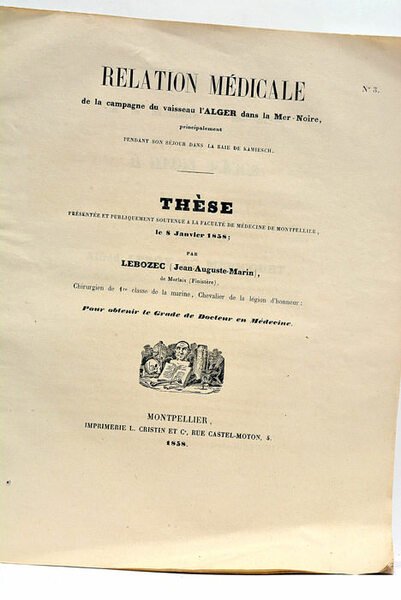 N° 3.
RELATION MÉDICALE
de la campagne du vaisseau l'ALGER dans la Mer-Noire,
principalement
PENDANT SON SÉJOUR DANS LA BAIE DE KAMIESCH.
THÈSE
PRÉSENTÉE ET PUBLIQUEMENT SOUTENUE A LA FACULTÉ DE MÉDECINE DE MONTPELLIER,
le 8 Janvier 1858;
PAR
LEBOZEC (Jean-Auguste-Marin),
de Morlaix (Finistère),
Chirurgien de 1re classe de la marine, Chevalier de la légion d'honneur:
Pour obtenir le Grade de Docteur en Médecine.
MONTPELLIER,
IMPRIMERIE L. CRISTIN ET Ce, RUE CASTEL-MOTON, 5.
1858.